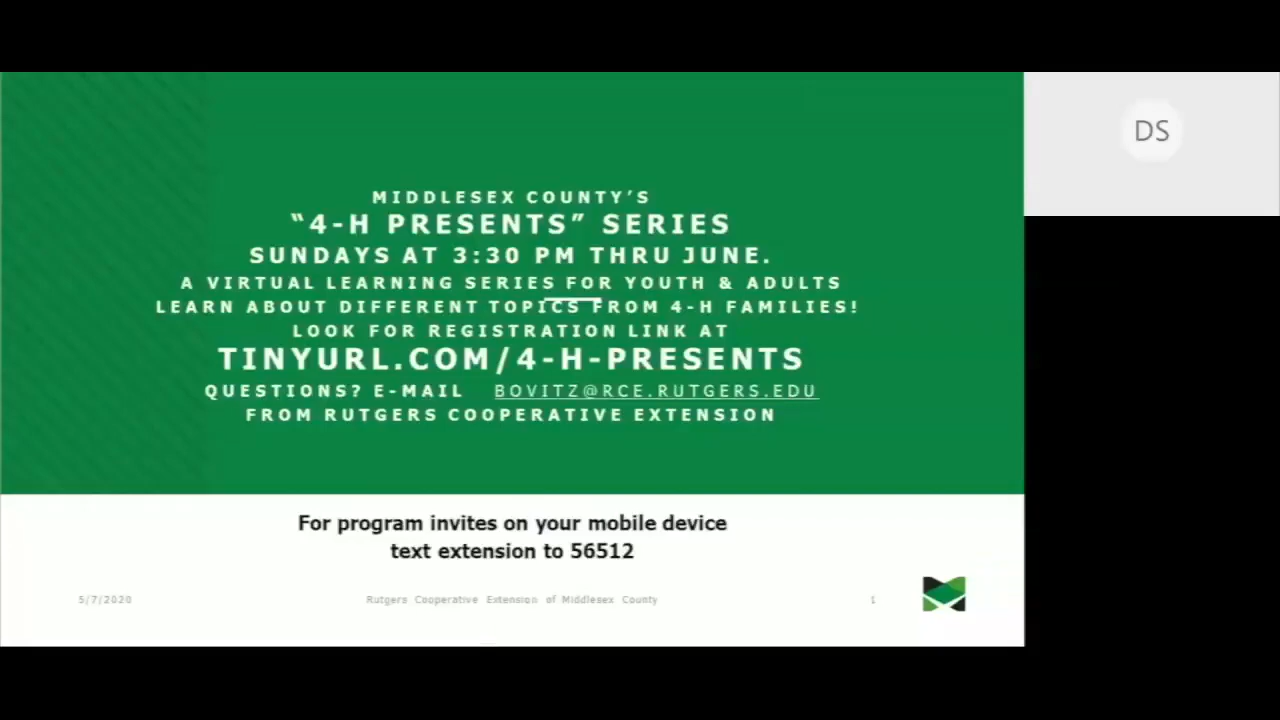 MIDDLESEX COUNTY’S
“4-H PRESENTS” SERIES
SUNDAYS AT 3:30 PM THRU JUNE.
A VIRTUAL LEARNING SERIES FOR YOUTH & ADULTS
LEARN ABOUT DIFFERENT TOPICS FROM 4-H FAMILIES!
LOOK FOR REGISTRATION LINK AT
TINYURL.COM/4-H-PRESENTS
QUESTIONS? E-MAIL BOVITZ@RCE.RUTGERS.EDU
FROM RUTGERS COOPERATIVE EXTENSION
For program invites on your mobile device
text extension to 56512
5/7/2020 Rutgers Cooperative Extension of Middlesex County 1
DS